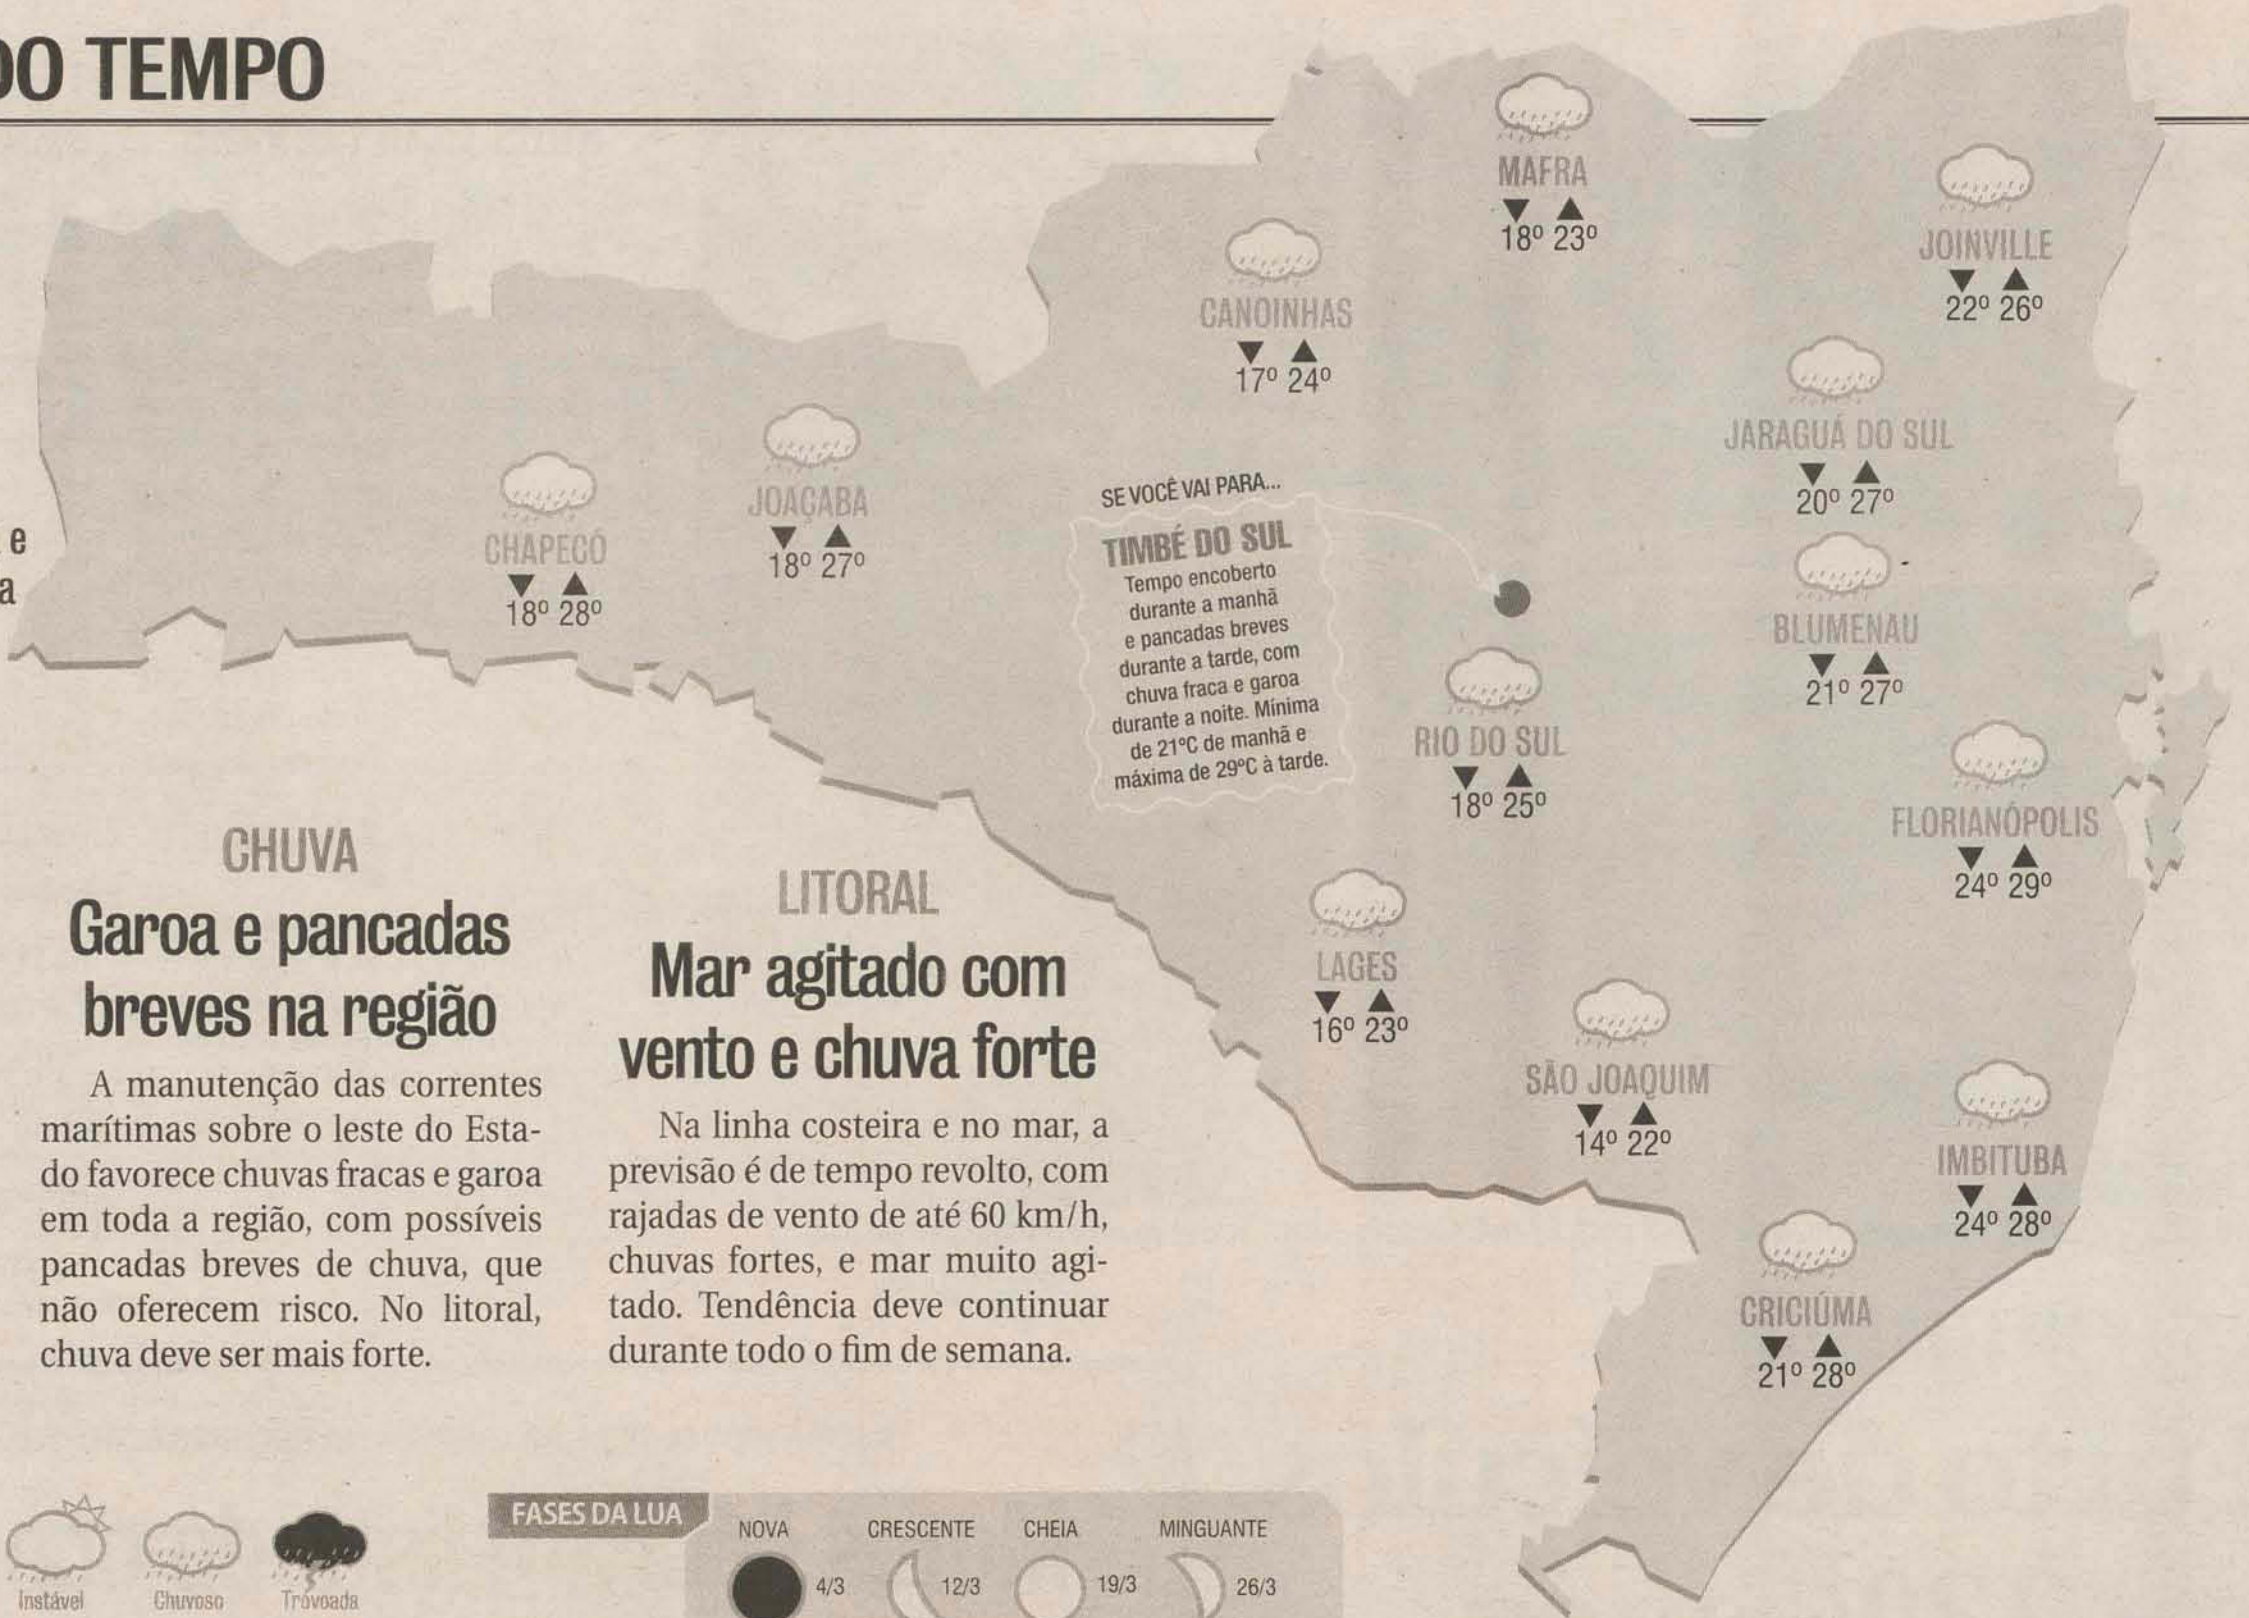 DO TEMPO
MAFRA
18º 23º
JOINVILLE
22º 26º
CANOINHAS
17º 24º
JARAGUÁ DO SUL
20º 27º
JOAÇABA
18º 27º
CHAPECÓ
18º 28º
e
a
SE VOCÊ VAI PARA...
TIMBÉ DO SUL
Tempo encoberto
durante a manhã
e pancadas breves
durante a tarde, com
chuva fraca e garoa
durante a noite. Mínima
de 21ºC de manhã e
máxima de 29ºC à tarde.
BLUMENAU
21º 27º
RIO DO SUL
18º 25º
FLORIANÓPOLIS
24º 29º
LAGES
16º 23º
SÃO JOAQUIM
14º 22º
IMBITUBA
24º 28º
CRICIÚMA
21º 28º
CHUVA
Garoa e pancadas
breves na região
A manutenção das correntes
marítimas sobre o leste do Esta-
do favorece chuvas fracas e garoa
em toda a região, com possíveis
pancadas breves de chuva, que
não oferecem risco. No litoral,
chuva deve ser mais forte.
LITORAL
Mar agitado com
vento e chuva forte
Na linha costeira e no mar, a
previsão é de tempo revolto, com
rajadas de vento de até 60 km/h,
chuvas fortes, e mar muito agi-
tado. Tendência deve continuar
durante todo o fim de semana.
Instável
Chuvoso
Trovoada
FASES DA LUA
NOVA
4/3
CRESCENTE
12/3
CHEIA
19/3
MINGUANTE
26/3